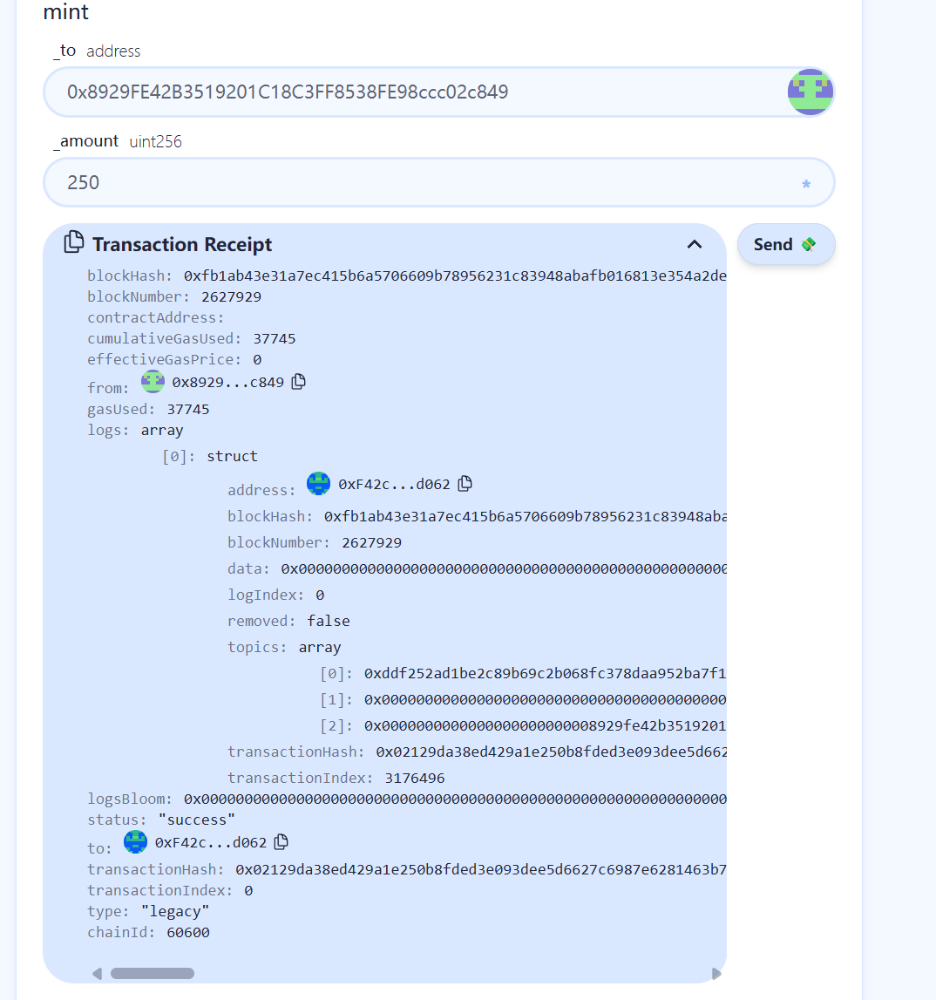 mint
_to address
0x8929FE42B3519201C18C3FF8538FE98ccc02c849
_amount uint256
250 *
Transaction Receipt
Send
blockHash: 0xfb1ab43e31a7ec415b6a5706609b78956231c83948abafb016813e354a2de
blockNumber: 2627929
contractAddress:
cumulativeGasUsed: 37745
effectiveGasPrice: 0
from: 0x8929...c849
gasUsed: 37745
logs: array
[0]: struct
address: 0xF42c...d062
blockHash: 0xfb1ab43e31a7ec415b6a5706609b78956231c83948aba
blockNumber: 2627929
data: 0x0000000000000000000000000000000000000000000000000
logIndex: 0
removed: false
topics: array
[0]: 0xddf252ad1be2c89b69c2b068fc378daa952ba7f1
[1]: 0x0000000000000000000000000000000000000000
[2]: 0x0000000000000000000000008929fe42b3519201
transactionHash: 0x02129da38ed429a1e250b8fded3e093dee5d662
transactionIndex: 3176496
logsBloom: 0x0000000000000000000000000000000000000000000000000000000000000
status: "success"
to: 0xF42c...d062
transactionHash: 0x02129da38ed429a1e250b8fded3e093dee5d6627c6987e6281463b7
transactionIndex: 0
type: "legacy"
chainId: 60600